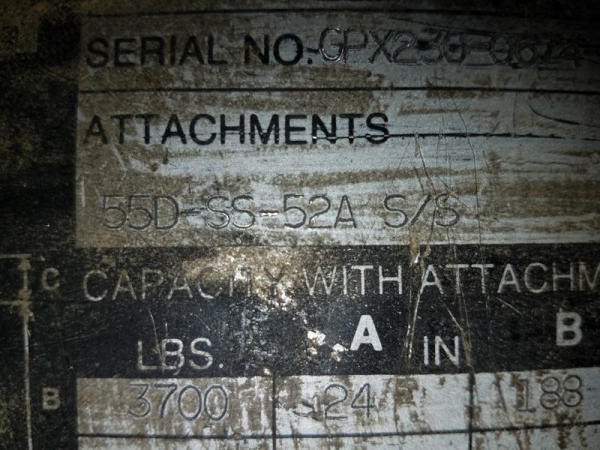 SERIAL NO.
ATTACHMENTS
55D-SS-52A S/S
C CAPACITY WITH ATTACHM
LBS. A IN B
B 3700 24 188